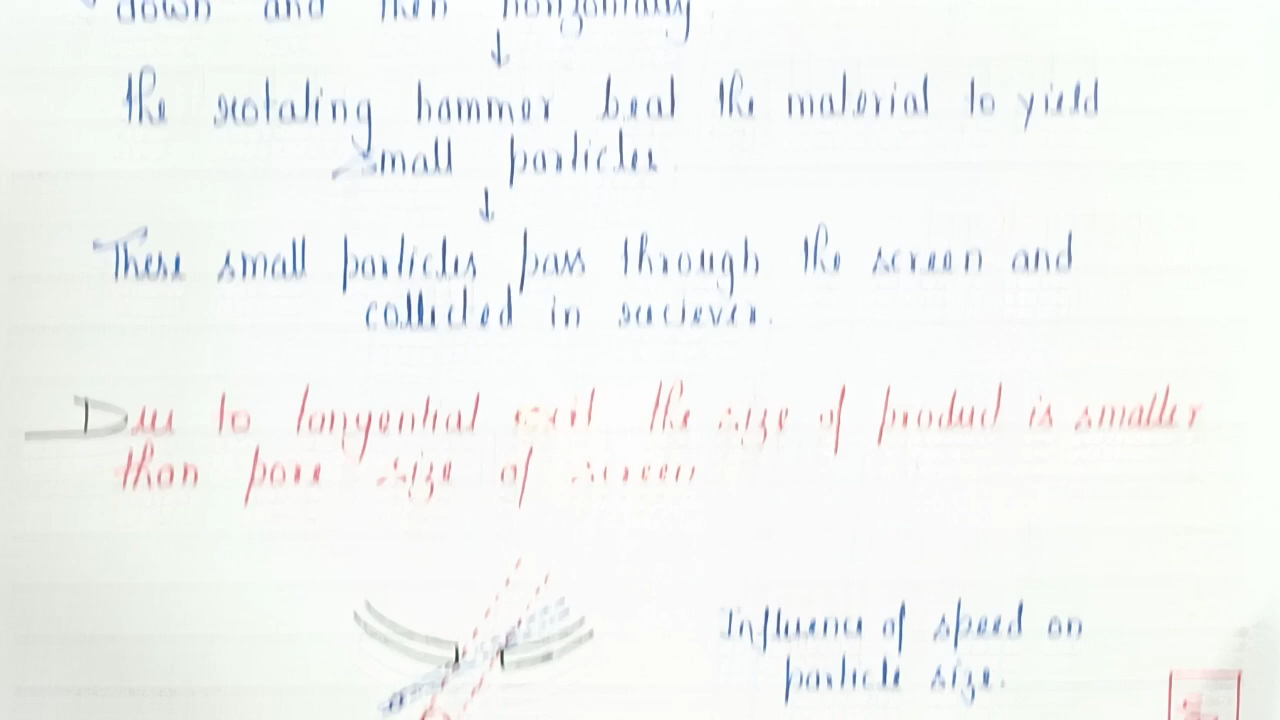 down and then horizontally
the rotating hammer beat the material to yield
small particles.
These small particles pass through the screen and
collected in reciever.
Due to tangential exit the size of product is smaller
than pore size of screen
Influence of speed on
particle size.